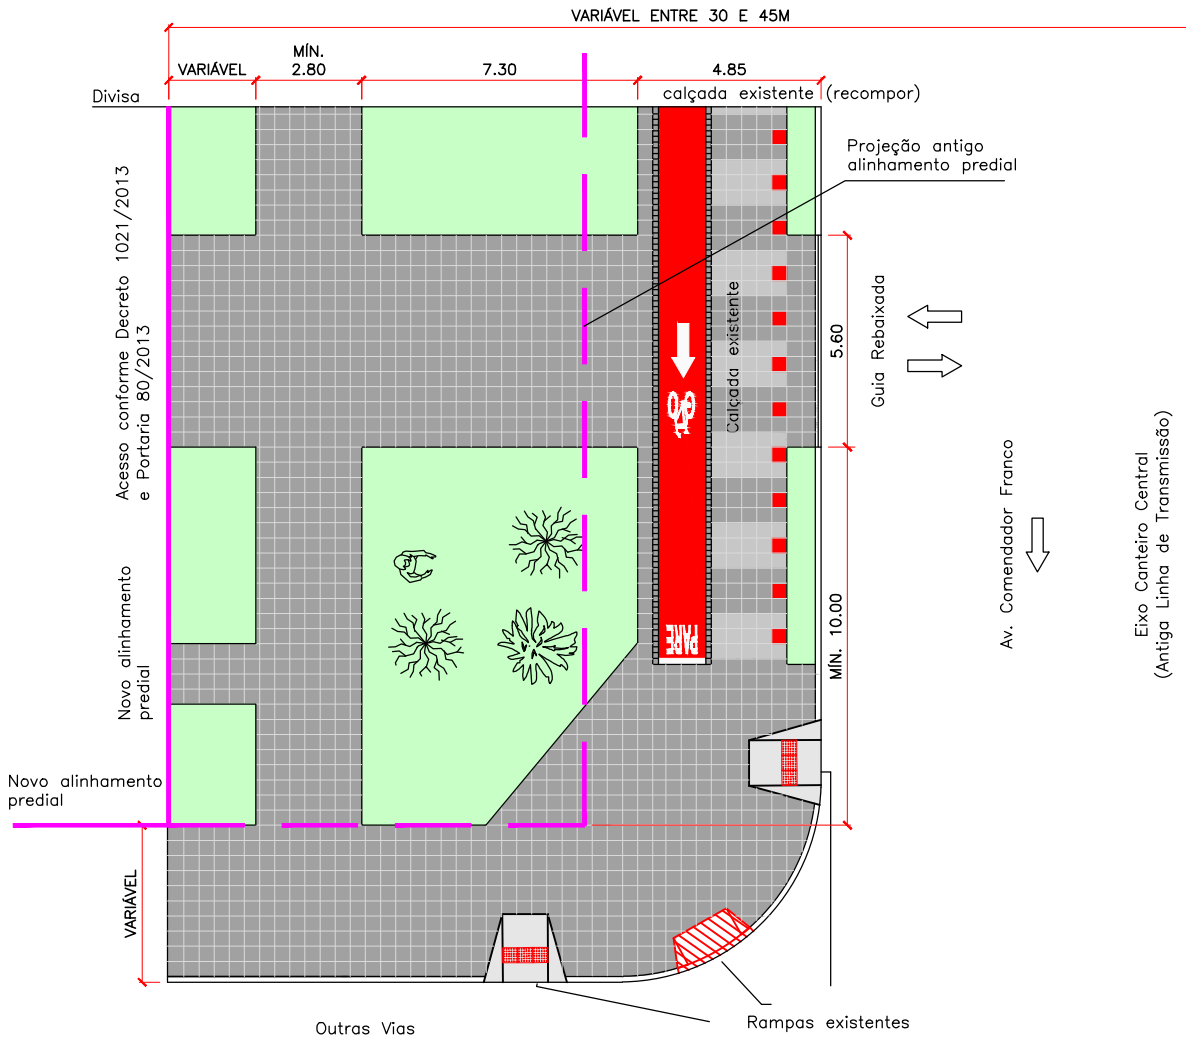 VARIÁVEL ENTRE 30 E 45M
MÍN.
VARIÁVEL
2.80
7.30
4.85
Divisa
calçada existente (recompor)
Projeção antigo
alinhamento predial
Acesso conforme Decreto 1021/2013
e Portaria 80/2013
Calçada existente
5.60
Guia Rebaixada
Av. Comendador Franco
Eixo Canteiro Central
(Antiga Linha de Transmissão)
PARE
MÍN. 10.00
Novo alinhamento
predial
Novo alinhamento
predial
VARIÁVEL
Outras Vias
Rampas existentes